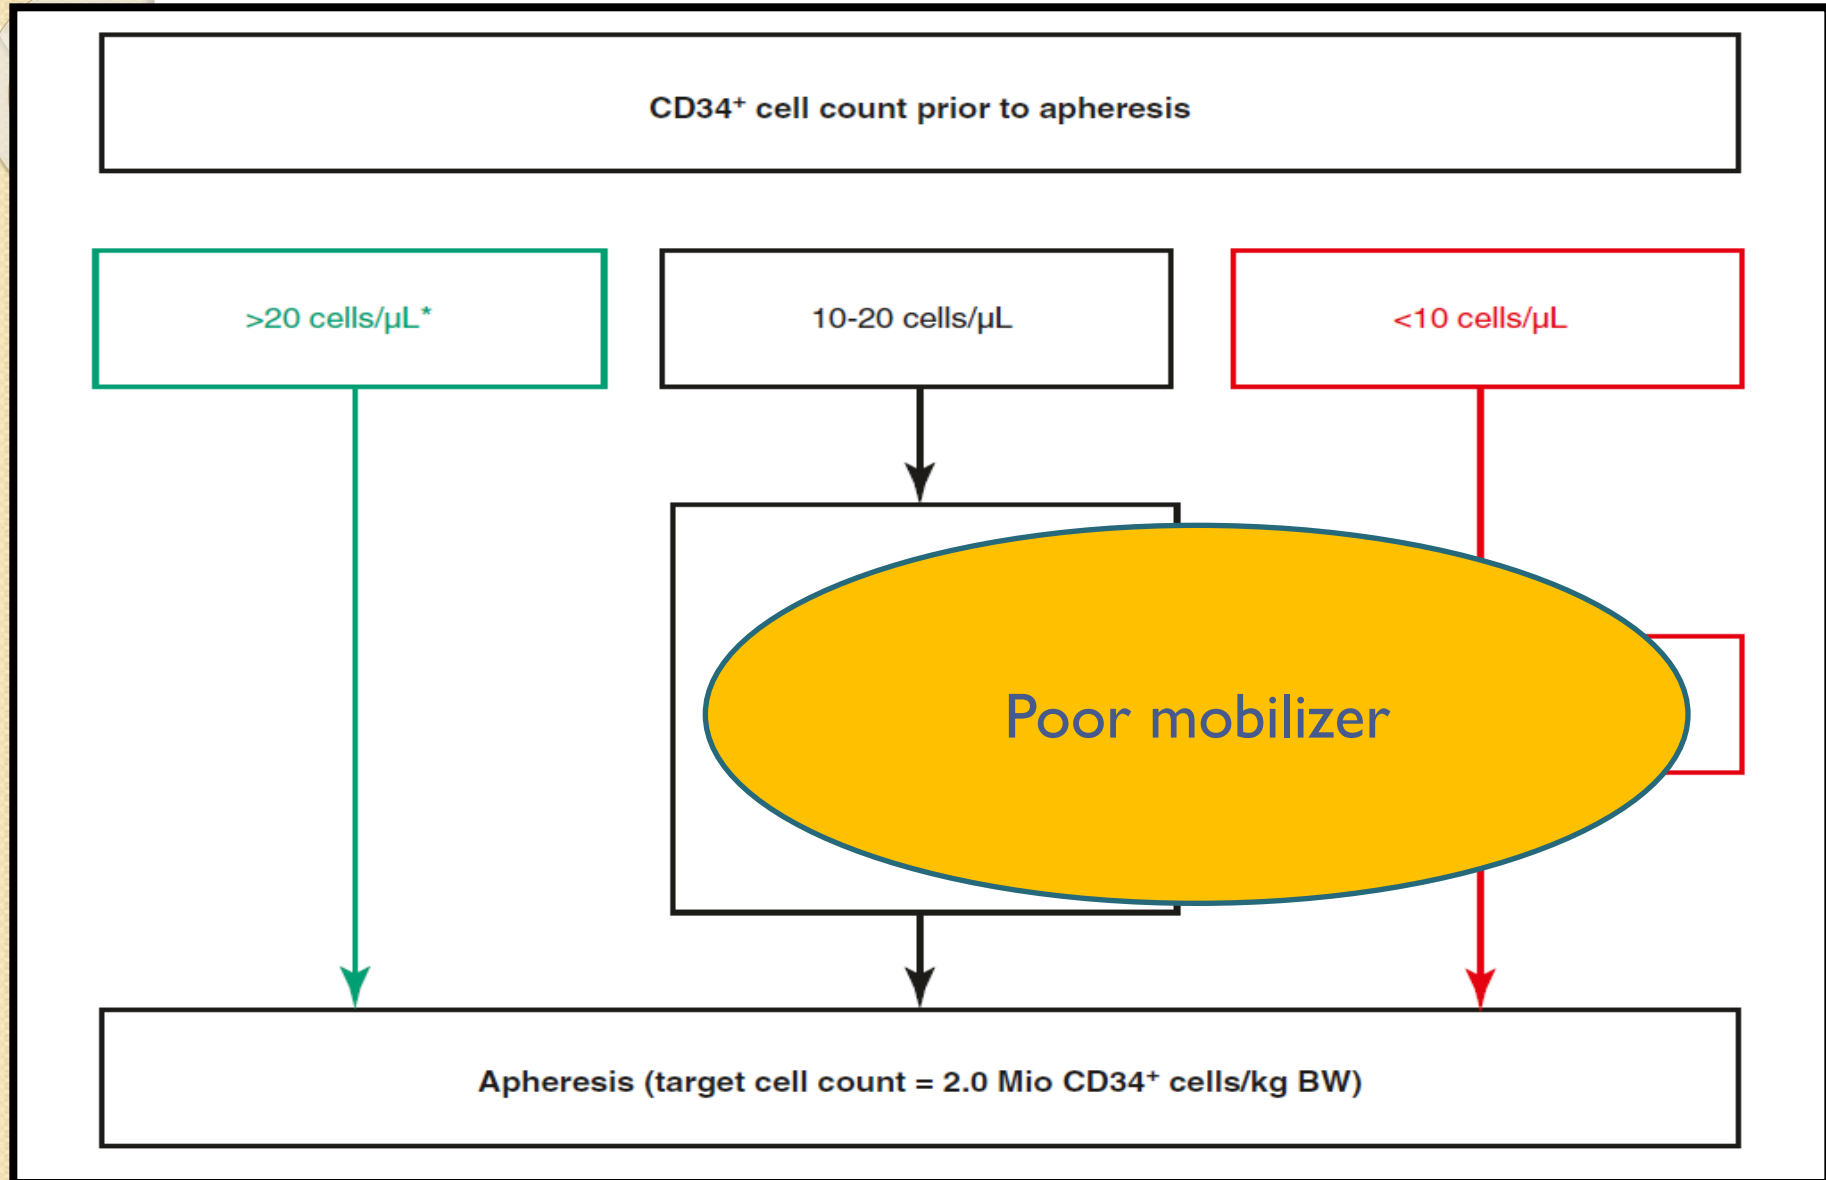 CD34⁺ cell count prior to apheresis
>20 cells/µL*
10-20 cells/µL
<10 cells/µL
Poor mobilizer
Apheresis (target cell count = 2.0 Mio CD34⁺ cells/kg BW)